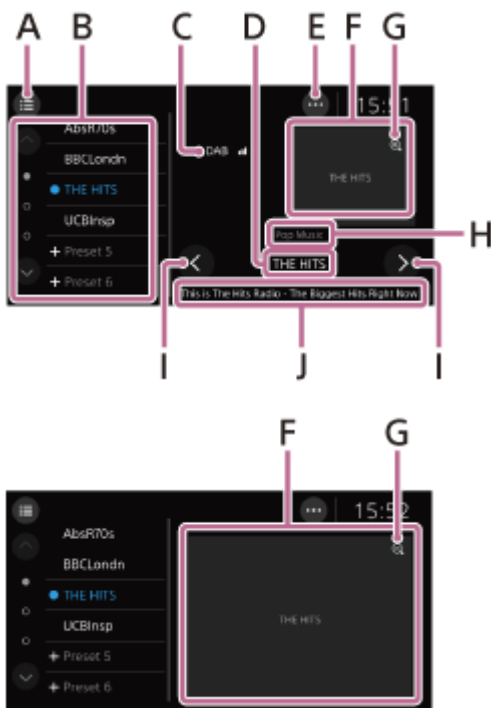 A B C D E F G
15:51
AbsR70s
BBCLondn
THE HITS
UCBInsp
+ Preset 5
+ Preset 6
DAB
THE HITS
Pop Music
THE HITS
This is The Hits Radio - The Biggest Hits Right Now
H
I J I
F G
15:52
AbsR70s
BBCLondn
THE HITS
UCBInsp
+ Preset 5
+ Preset 6
THE HITS